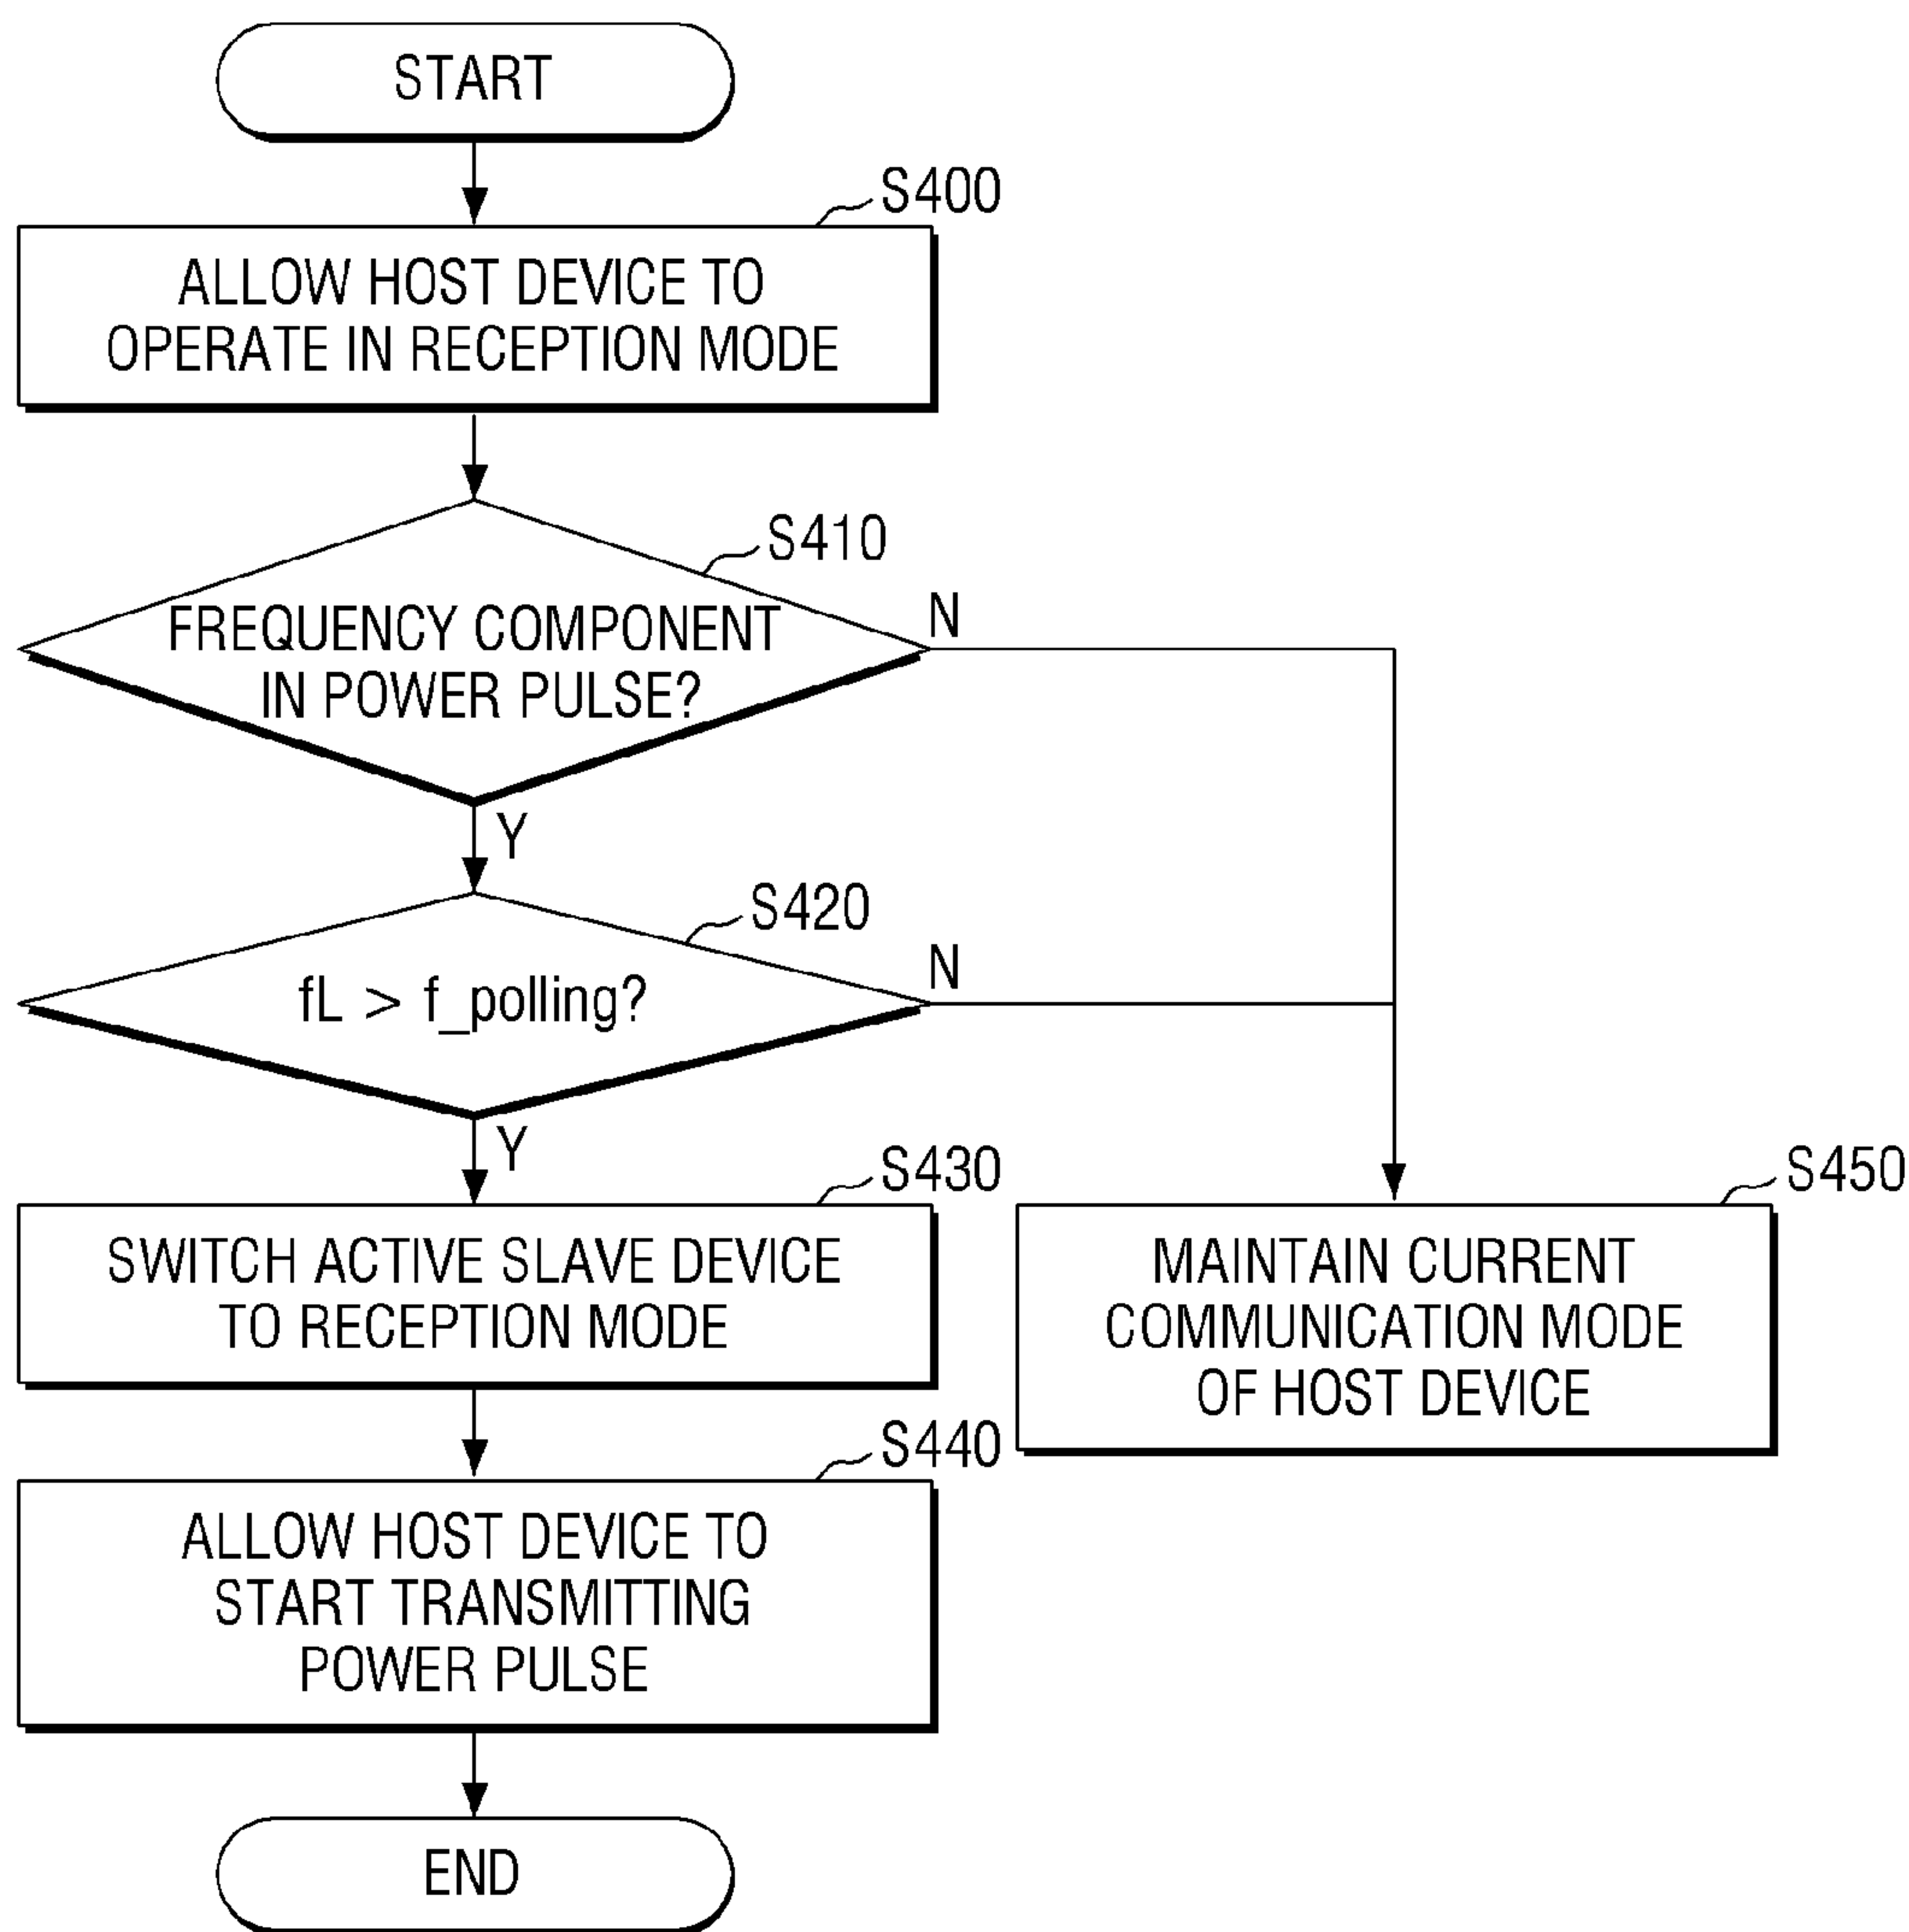 START
S400
ALLOW HOST DEVICE TO
OPERATE IN RECEPTION MODE
S410
FREQUENCY COMPONENT
IN POWER PULSE?
N
Y
S420
fL > f_polling?
N
Y
S430
SWITCH ACTIVE SLAVE DEVICE
TO RECEPTION MODE
S450
MAINTAIN CURRENT
COMMUNICATION MODE
OF HOST DEVICE
S440
ALLOW HOST DEVICE TO
START TRANSMITTING
POWER PULSE
END